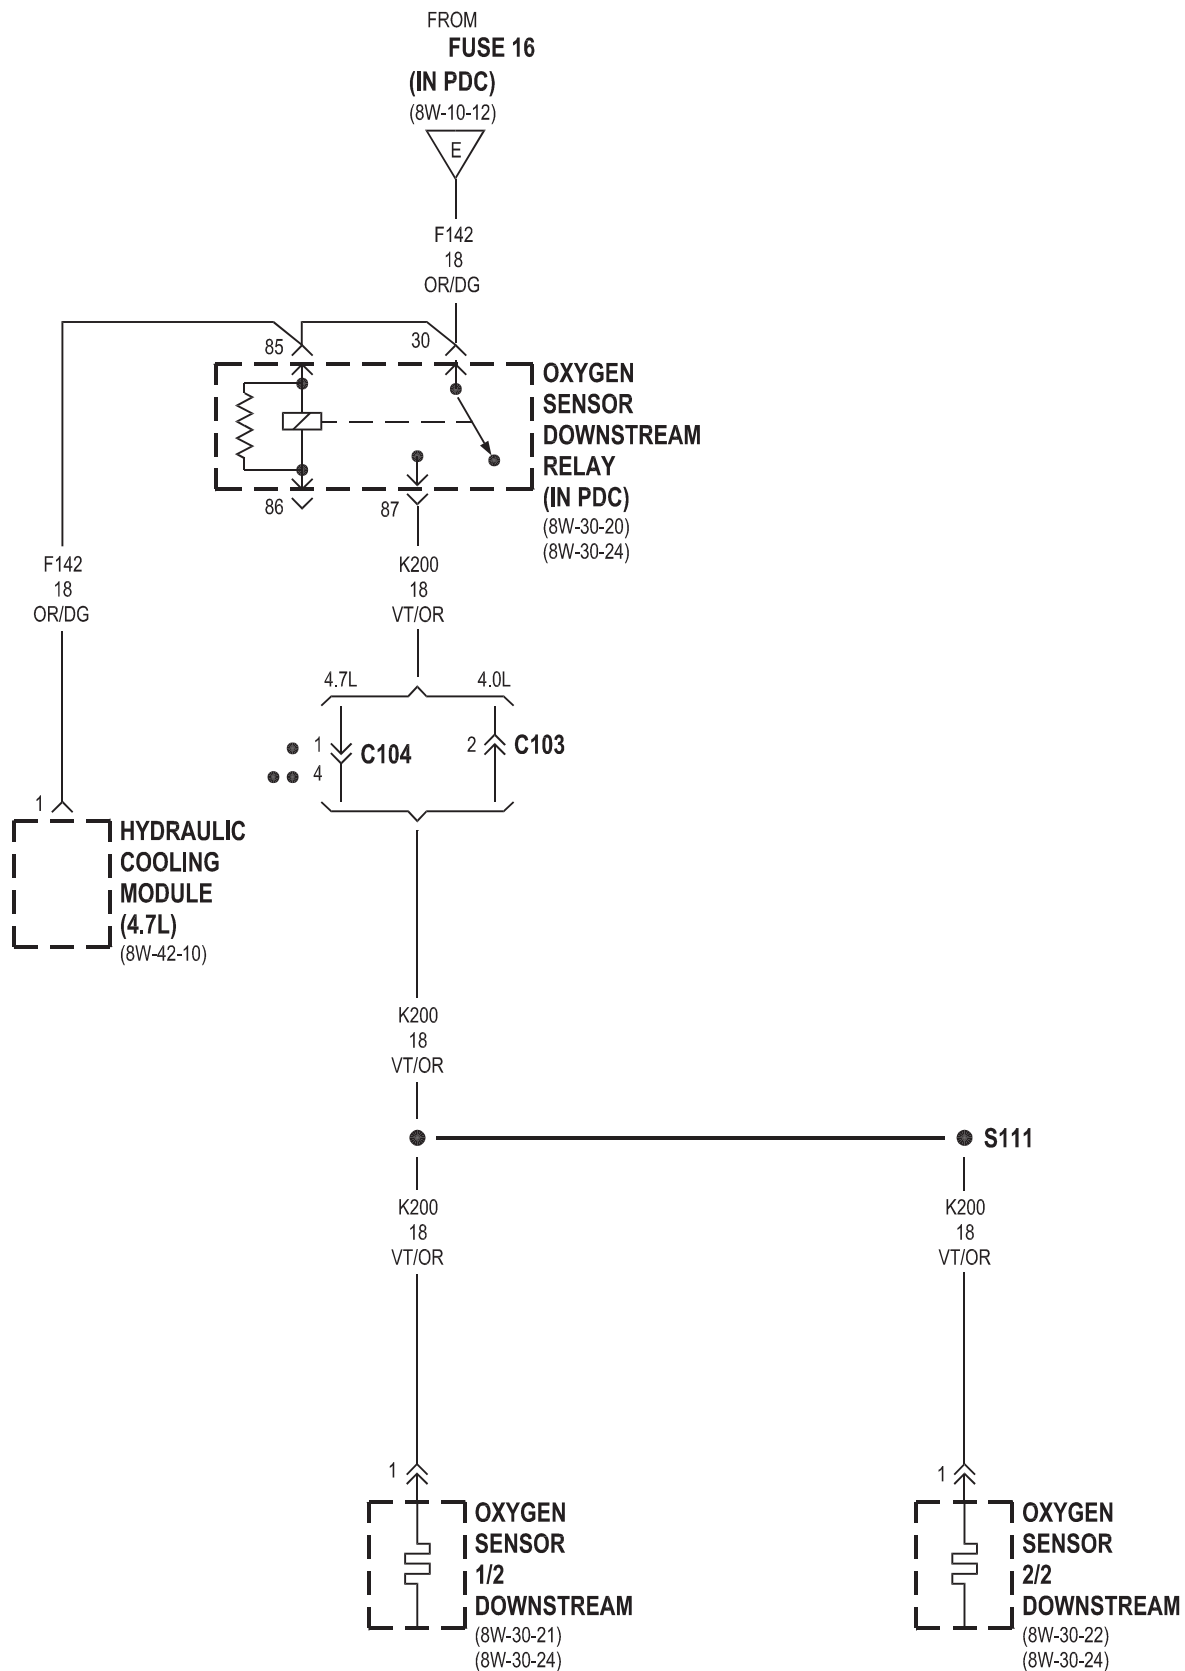 FROM
FUSE 16
(IN PDC)
(8W-10-12)
E
F142
18
OR/DG
85
30
OXYGEN
SENSOR
DOWNSTREAM
RELAY
(IN PDC)
(8W-30-20)
(8W-30-24)
86
87
F142
18
OR/DG
K200
18
VT/OR
4.7L
4.0L
1
C104
4
2
C103
1
HYDRAULIC
COOLING
MODULE
(4.7L)
(8W-42-10)
K200
18
VT/OR
S111
K200
18
VT/OR
K200
18
VT/OR
1
OXYGEN
SENSOR
1/2
DOWNSTREAM
(8W-30-21)
(8W-30-24)
1
OXYGEN
SENSOR
2/2
DOWNSTREAM
(8W-30-22)
(8W-30-24)